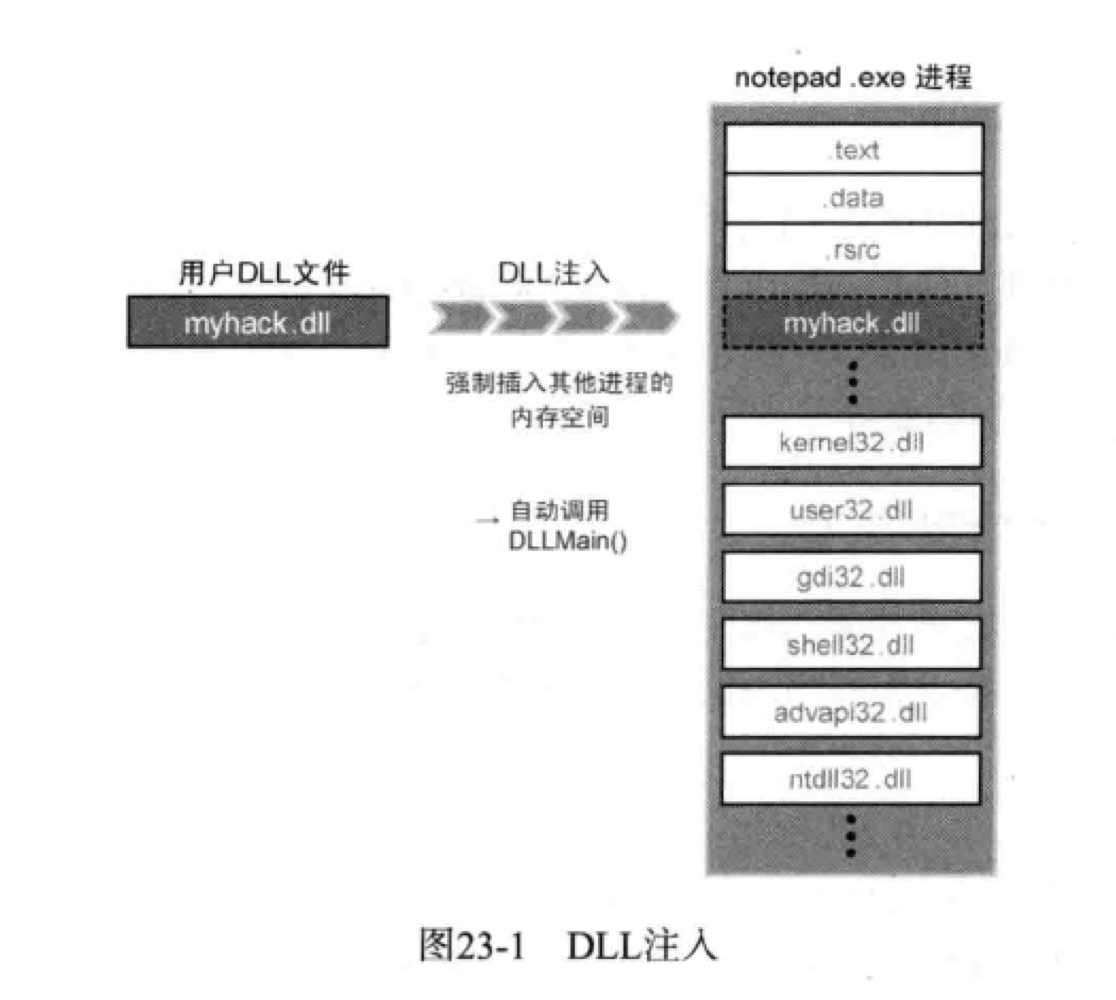 notepad .exe 进程
.text
.data
.rsrc
用户DLL文件
myhack.dll
DLL注入
强制插入其他进程的
内存空间
→ 自动调用
DLLMain()
myhack.dll
kernel32.dll
user32.dll
gdi32.dll
shell32.dll
advapi32.dll
ntdll32.dll
图23-1 DLL注入